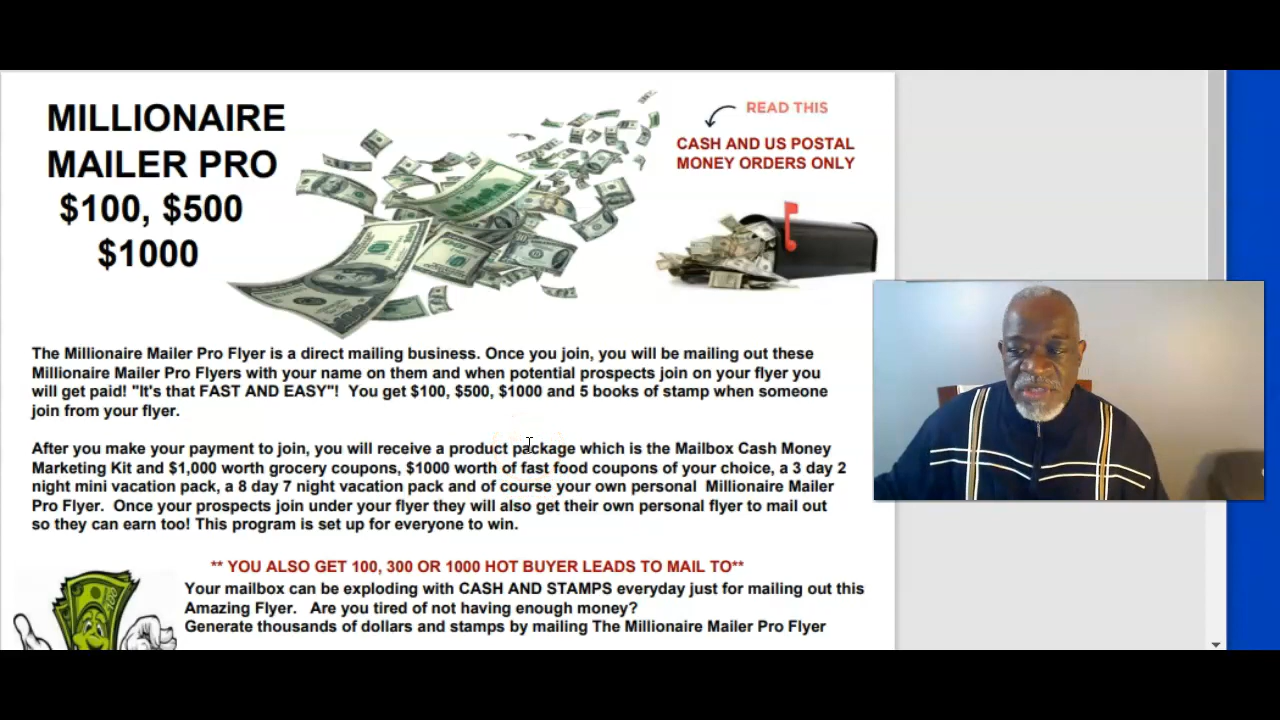 MILLIONAIRE
MAILER PRO
$100, $500
$1000
READ THIS
CASH AND US POSTAL
MONEY ORDERS ONLY
The Millionaire Mailer Pro Flyer is a direct mailing business. Once you join, you will be mailing out these
Millionaire Mailer Pro Flyers with your name on them and when potential prospects join on your flyer you
will get paid! "It's that FAST AND EASY"! You get $100, $500, $1000 and 5 books of stamp when someone
join from your flyer.
After you make your payment to join, you will receive a product package which is the Mailbox Cash Money
Marketing Kit and $1,000 worth grocery coupons, $1000 worth of fast food coupons of your choice, a 3 day 2
night mini vacation pack, a 8 day 7 night vacation pack and of course your own personal Millionaire Mailer
Pro Flyer. Once your prospects join under your flyer they will also get their own personal flyer to mail out
so they can earn too! This program is set up for everyone to win.
** YOU ALSO GET 100, 300 OR 1000 HOT BUYER LEADS TO MAIL TO**
Your mailbox can be exploding with CASH AND STAMPS everyday just for mailing out this
Amazing Flyer. Are you tired of not having enough money?
Generate thousands of dollars and stamps by mailing The Millionaire Mailer Pro Flyer